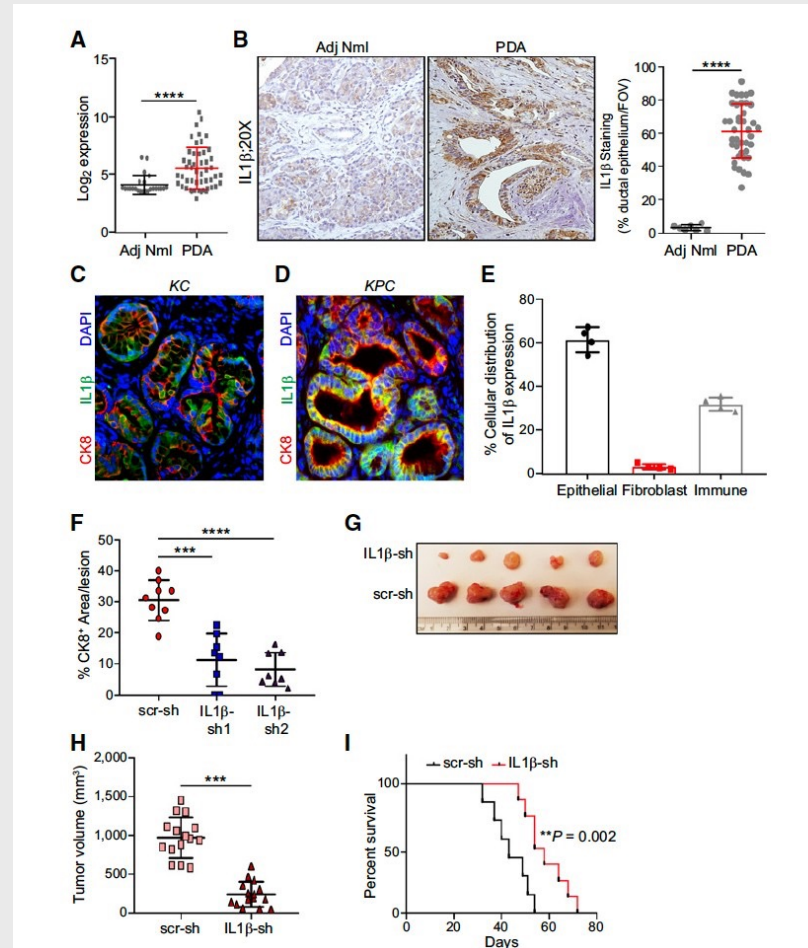 A
15
10
5
0
Log2 expression
****
Adj Nml PDA
B
Adj Nml
PDA
IL1β;20X
100
80
60
40
20
0
IL1β Staining
(% ductal epithelium/FOV)
****
Adj Nml PDA
C
KC
CK8 IL1β DAPI
D
KPC
CK8 IL1β DAPI
E
80
60
40
20
0
% Cellular distribution
of IL1β expression
Epithelial Fibroblast Immune
F
50
40
30
20
10
0
% CK8+ Area/lesion
****
***
scr-sh IL1β-sh1 IL1β-sh2
G
IL1β-sh
scr-sh
H
2,000
1,500
1,000
500
0
Tumor volume (mm³)
***
scr-sh IL1β-sh
I
scr-sh IL1β-sh
100
50
0
Percent survival
**P = 0.002
0 20 40 60 80
Days